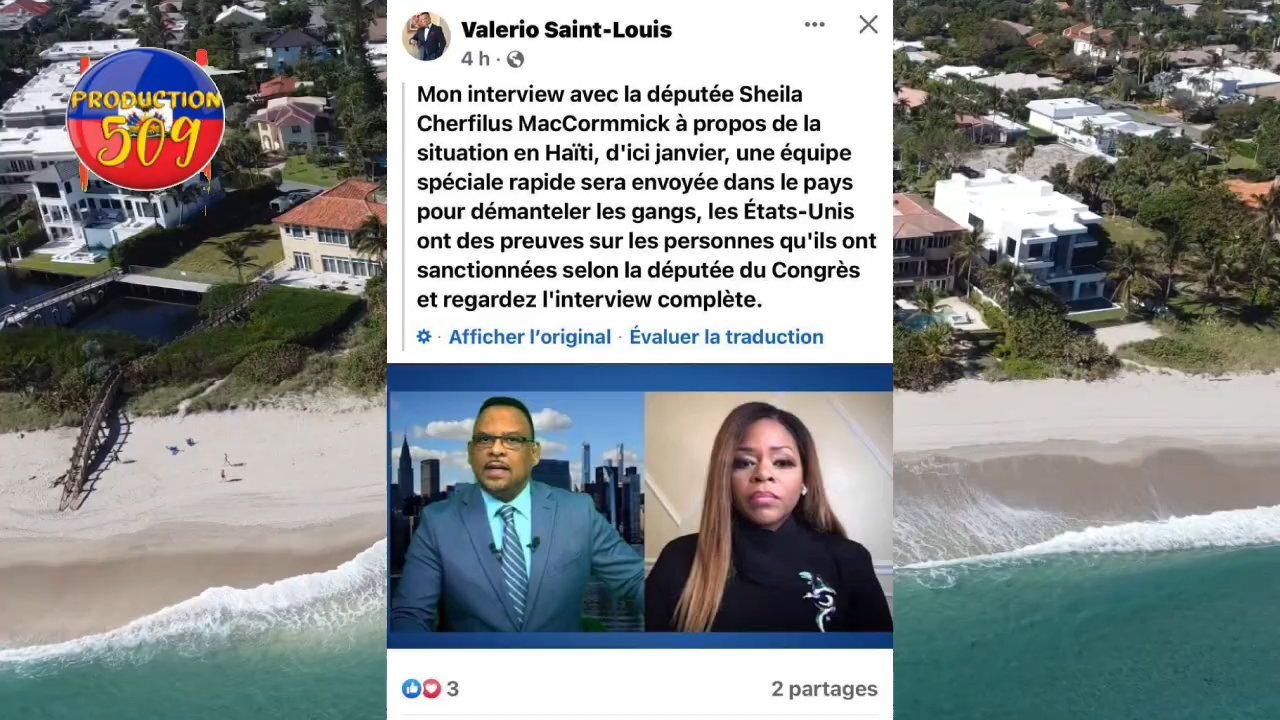 PRODUCTION
509
Valerio Saint-Louis
4 h ·
Mon interview avec la députée Sheila
Cherfilus MacCormmick à propos de la
situation en Haïti, d'ici janvier, une équipe
spéciale rapide sera envoyée dans le pays
pour démanteler les gangs, les États-Unis
ont des preuves sur les personnes qu'ils ont
sanctionnées selon la députée du Congrès
et regardez l'interview complète.
· Afficher l'original · Évaluer la traduction
3
2 partages